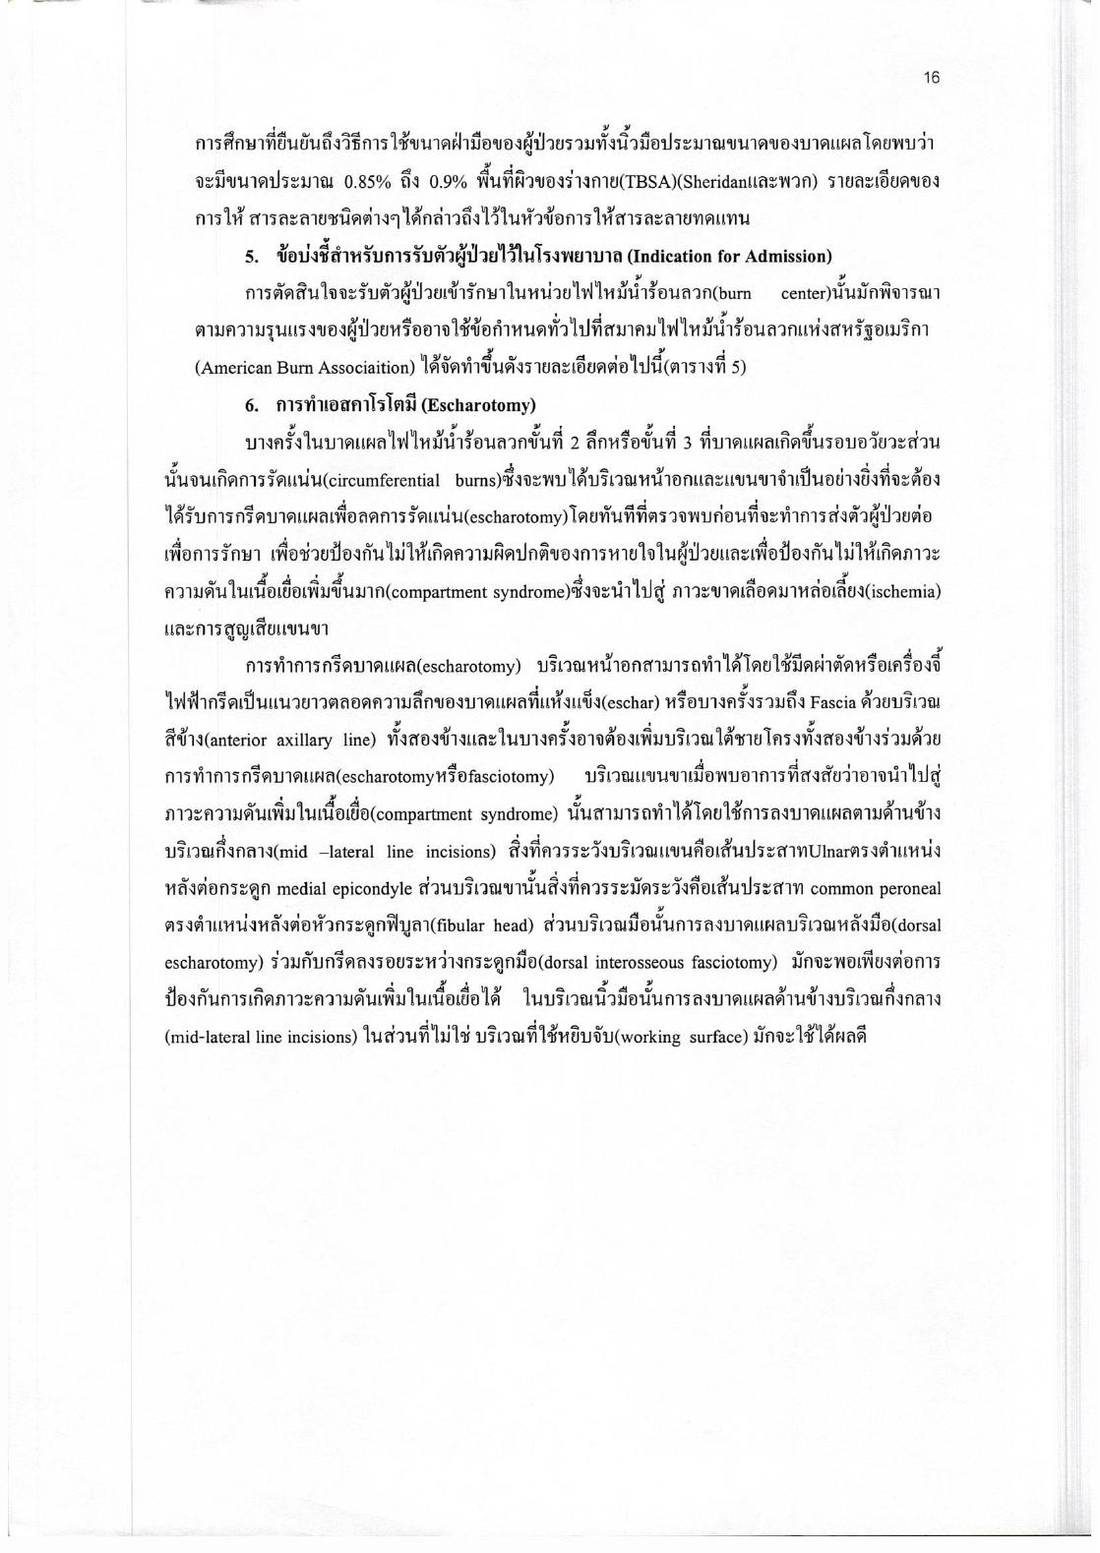 16
การศึกษาที่ยืนยันถึงวิธีการใช้ขนาดฝ่ามือของผู้ป่วยรวมทั้งนิ้วมือประมาณขนาดของบาดแผลโดยพบว่า
จะมีขนาดประมาณ 0.85% ถึง 0.9% พื้นที่ผิวของร่างกาย(TBSA)(Sheridanและพวก) รายละเอียดของ
การให้ สารละลายชนิดต่างๆได้กล่าวถึงไว้ในหัวข้อการให้สารละลายทดแทน
5. ข้อบ่งชี้สำหรับการรับตัวผู้ป่วยไว้ในโรงพยาบาล (Indication for Admission)
การตัดสินใจจะรับตัวผู้ป่วยเข้ารักษาในหน่วยไฟไหม้น้ำร้อนลวก(burn center)นั้นมักพิจารณา
ตามความรุนแรงของผู้ป่วยหรืออาจใช้ข้อกำหนดทั่วไปที่สมาคมไฟไหม้น้ำร้อนลวกแห่งสหรัฐอเมริกา
(American Burn Associaition) ได้จัดทำขึ้นดังรายละเอียดต่อไปนี้(ตารางที่ 5)
6. การทำเอสกาโรโตมี (Escharotomy)
บางครั้งในบาดแผลไฟไหม้น้ำร้อนลวกขั้นที่ 2 ลึกหรือขั้นที่ 3 ที่บาดแผลเกิดขึ้นรอบอวัยวะส่วน
นั้นจนเกิดการรัดแน่น(circumferential burns)ซึ่งจะพบได้บริเวณหน้าอกและแขนขาจำเป็นอย่างยิ่งที่จะต้อง
ได้รับการกรีดบาดแผลเพื่อลดการรัดแน่น(escharotomy)โดยทันทีที่ตรวจพบก่อนที่จะทำการส่งตัวผู้ป่วยต่อ
เพื่อการรักษา เพื่อช่วยป้องกันไม่ให้เกิดความผิดปกติของการหายใจในผู้ป่วยและเพื่อป้องกันไม่ให้เกิดภาวะ
ความดันในเนื้อเยื่อเพิ่มขึ้นมาก(compartment syndrome)ซึ่งจะนำไปสู่ ภาวะขาดเลือดมาหล่อเลี้ยง(ischemia)
และการสูญเสียแขนขา
การทำการกรีดบาดแผล(escharotomy) บริเวณหน้าอกสามารถทำได้โดยใช้มีดผ่าตัดหรือเครื่องจี้
ไฟฟ้ากรีดเป็นแนวยาวตลอดความลึกของบาดแผลที่แห้งแข็ง(eschar) หรือบางครั้งรวมถึง Fascia ด้วยบริเวณ
สีข้าง(anterior axillary line) ทั้งสองข้างและในบางครั้งอาจต้องเพิ่มบริเวณใต้ชายโครงทั้งสองข้างร่วมด้วย
การทำการกรีดบาดแผล(escharotomyหรือfasciotomy) บริเวณแขนขาเมื่อพบอาการที่สงสัยว่าอาจนำไปสู่
ภาวะความดันเพิ่มในเนื้อเยื่อ(compartment syndrome) นั้นสามารถทำได้โดยใช้การลงบาดแผลตามด้านข้าง
บริเวณกึ่งกลาง(mid –lateral line incisions) สิ่งที่ควรระวังบริเวณแขนคือเส้นประสาทUlnarตรงตำแหน่ง
หลังต่อกระดูก medial epicondyle ส่วนบริเวณขานั้นสิ่งที่ควรระมัดระวังคือเส้นประสาท common peroneal
ตรงตำแหน่งหลังต่อหัวกระดูกฟิบูลา(fibular head) ส่วนบริเวณมือนั้นการลงบาดแผลบริเวณหลังมือ(dorsal
escharotomy) ร่วมกับกรีดลงรอยระหว่างกระดูกมือ(dorsal interosseous fasciotomy) มักจะพอเพียงต่อการ
ป้องกันการเกิดภาวะความดันเพิ่มในเนื้อเยื่อได้ ในบริเวณนิ้วมือนั้นการลงบาดแผลด้านข้างบริเวณกึ่งกลาง
(mid-lateral line incisions) ในส่วนที่ไม่ใช่ บริเวณที่ใช้หยิบจับ(working surface) มักจะใช้ได้ผลดี